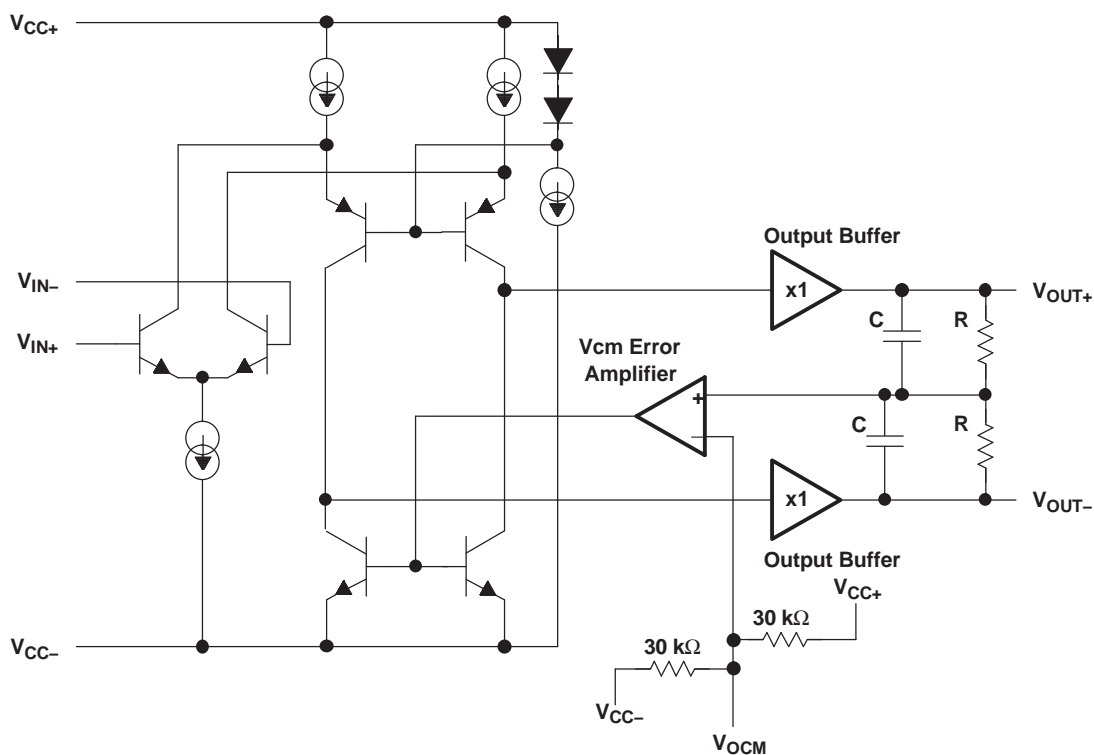 VCC+
Output Buffer
VIN–
x1
VOUT+
C
R
VIN+
Vcm Error
Amplifier
+
–
C
R
x1
VOUT–
Output Buffer
VCC+
30 kΩ
VCC–
30 kΩ
VCC–
VOCM